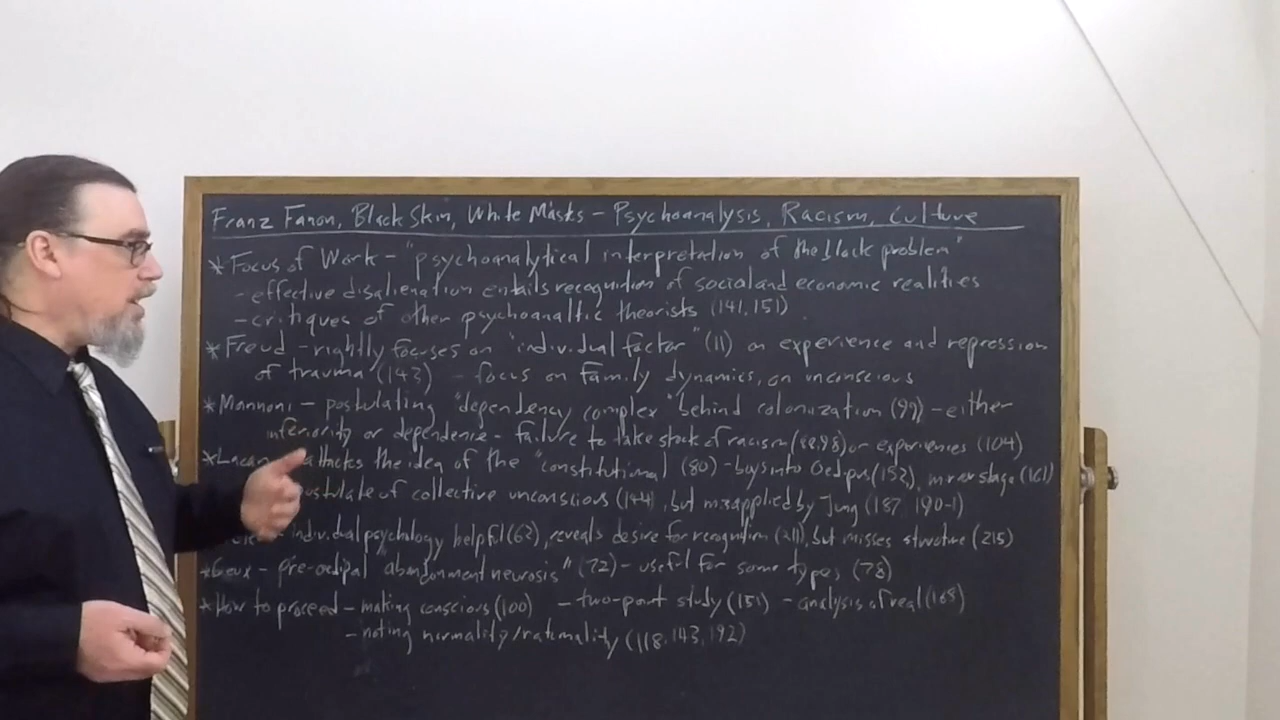 Franz Fanon, Black Skin, White Masks - Psychoanalysis, Racism, Culture
* Focus of Work - "psychoanalytical interpretation of the black problem"
- effective disalienation entails recognition of social and economic realities
- critiques of other psychoanaltic theorists (141, 151)
* Freud - rightly focuses on "individual factor" (11) on experience and repression
of trauma (143) - focus on family dynamics, on unconscious
* Mannoni - postulating "dependency complex" behind colonization (99) - either
inferiority or dependence - failure to take stock of racism (88, 98) or experiences (104)
* Lacan attacks the idea of the "constitutional" (80) - buys into Oedipus (152), mirror stage (161)
postulate of collective unconscious (144), but misapplied by Jung (187, 190-1)
- individual psychology helpful (62), reveals desire for recognition (211), but misses structure (215)
* - pre-oedipal "abandonment neurosis" (72) - useful for some types (78)
* How to proceed - making conscious (100) - two-point study (151) - analysis of real (168)
- noting normality/rationality (118, 143, 192)